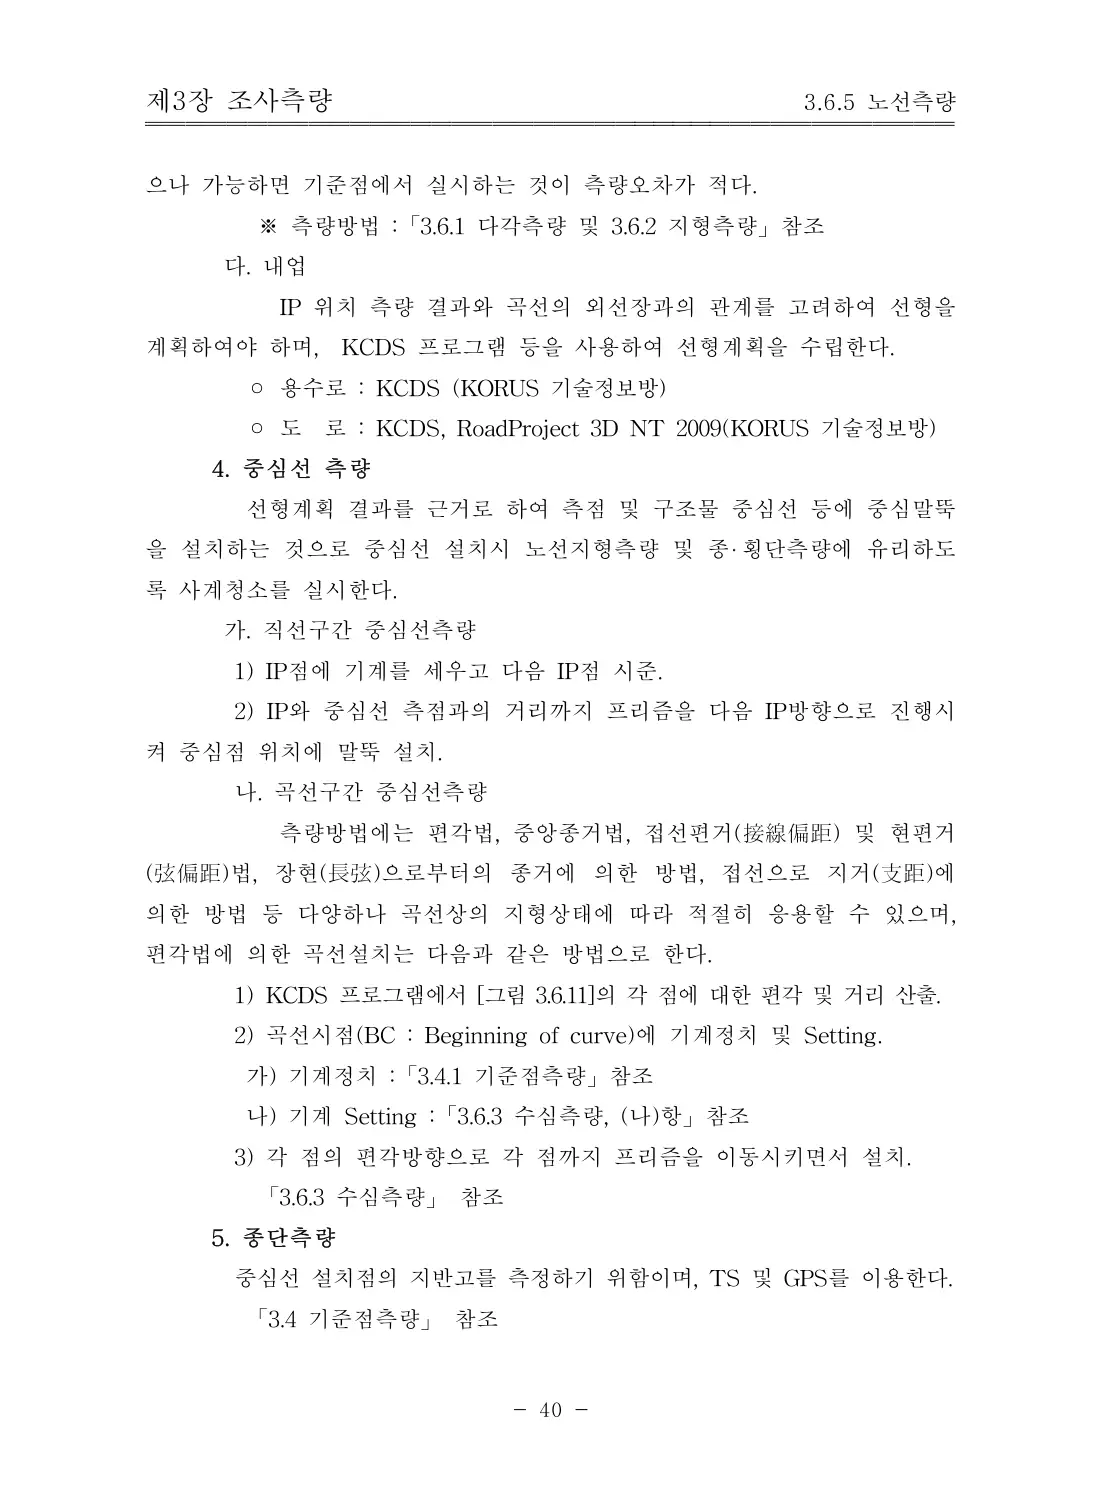 제3장 조사측량 3.6.5 노선측량
으나 가능하면 기준점에서 실시하는 것이 측량오차가 적다.
※ 측량방법 :「3.6.1 다각측량 및 3.6.2 지형측량」참조
다. 내업
IP 위치 측량 결과와 곡선의 외선장과의 관계를 고려하여 선형을
계획하여야 하며, KCDS 프로그램 등을 사용하여 선형계획을 수립한다.
○ 용수로 : KCDS (KORUS 기술정보방)
○ 도 로 : KCDS, RoadProject 3D NT 2009(KORUS 기술정보방)
4. 중심선 측량
선형계획 결과를 근거로 하여 측점 및 구조물 중심선 등에 중심말뚝
을 설치하는 것으로 중심선 설치시 노선지형측량 및 종·횡단측량에 유리하도
록 사계청소를 실시한다.
가. 직선구간 중심선측량
1) IP점에 기계를 세우고 다음 IP점 시준.
2) IP와 중심선 측점과의 거리까지 프리즘을 다음 IP방향으로 진행시
켜 중심점 위치에 말뚝 설치.
나. 곡선구간 중심선측량
측량방법에는 편각법, 중앙종거법, 접선편거(接線偏距) 및 현편거
(弦偏距)법, 장현(長弦)으로부터의 종거에 의한 방법, 접선으로 지거(支距)에
의한 방법 등 다양하나 곡선상의 지형상태에 따라 적절히 응용할 수 있으며,
편각법에 의한 곡선설치는 다음과 같은 방법으로 한다.
1) KCDS 프로그램에서 [그림 3.6.11]의 각 점에 대한 편각 및 거리 산출.
2) 곡선시점(BC : Beginning of curve)에 기계정치 및 Setting.
가) 기계정치 :「3.4.1 기준점측량」참조
나) 기계 Setting :「3.6.3 수심측량, (나)항」참조
3) 각 점의 편각방향으로 각 점까지 프리즘을 이동시키면서 설치.
「3.6.3 수심측량」 참조
5. 종단측량
중심선 설치점의 지반고를 측정하기 위함이며, TS 및 GPS를 이용한다.
「3.4 기준점측량」 참조
- 40 -